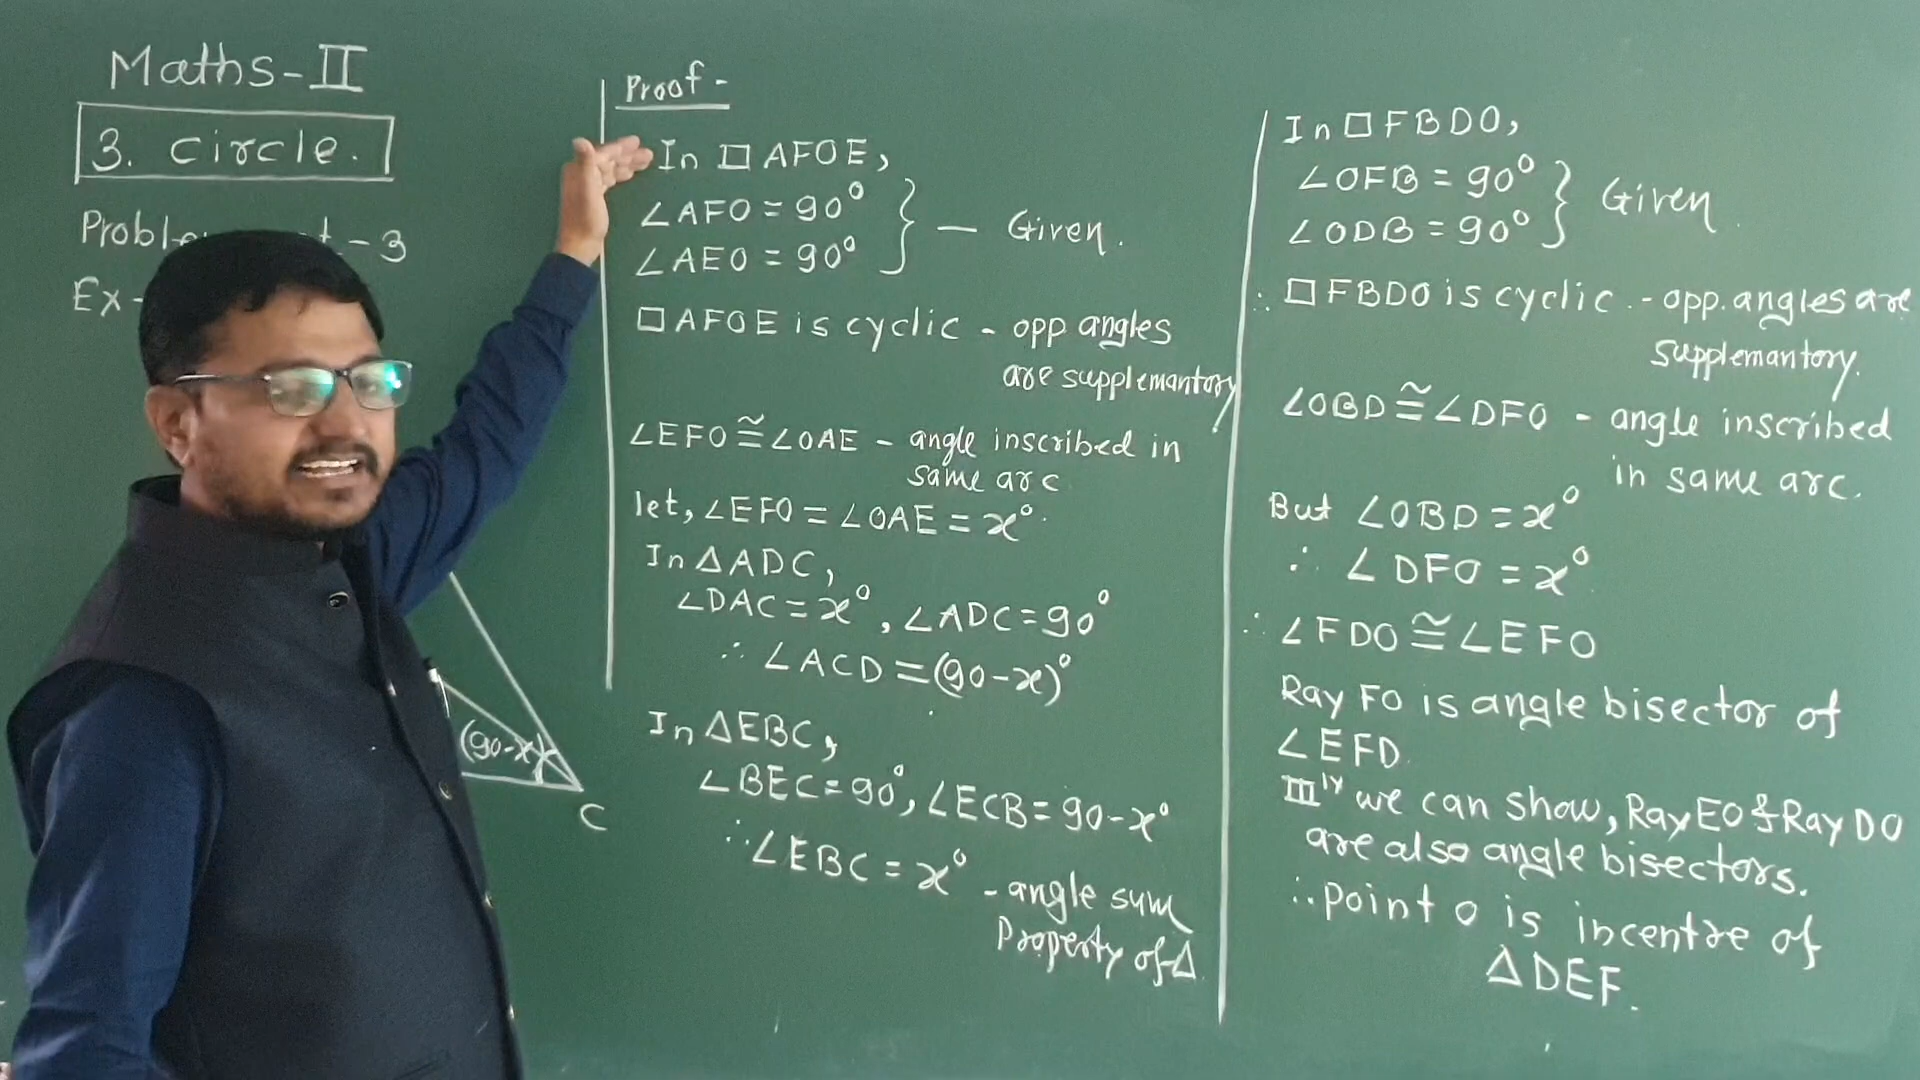 Maths-II
3. circle.
t-3
Ex-
(90-x)
C
Proof-
In □AFOE,
∠AFO = 90°
∠AEO = 90°
} — Given.
□AFOE is cyclic - opp angles
are supplemantory
∠EFO ≅ ∠OAE - angle inscribed in
same arc
let, ∠EFO = ∠OAE = x°.
In △ADC,
∠DAC = x°, ∠ADC = 90°
∴ ∠ACD = (90-x)°
In △EBC,
∠BEC = 90°, ∠ECB = 90-x°
∴ ∠EBC = x° - angle sum
Property of △.
In □FBDO,
∠OFB = 90°
∠ODB = 90°
} Given.
∴ □FBDO is cyclic. - opp. angles are
supplemantory.
∠OBD ≅ ∠DFO - angle inscribed
in same arc.
But ∠OBD = x°
∴ ∠DFO = x°
∴ ∠FDO ≅ ∠EFO
Ray FO is angle bisector of
∠EFD.
IIIly we can show, Ray EO & Ray DO
are also angle bisectors.
∴ point O is incentre of
△DEF.